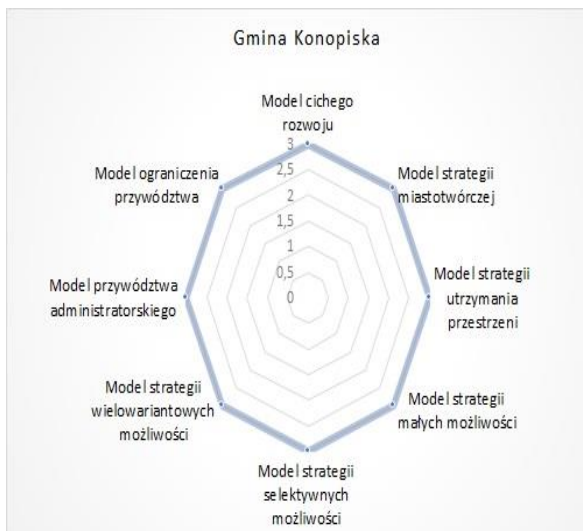 Gmina Konopiska
Model cichego
rozwoju
Model strategii
miastotwórczej
Model strategii
utrzymania
przestrzeni
Model strategii
małych możliwości
Model strategii
selektywnych
możliwości
Model strategii
wielowariantowych
możliwości
Model przywództwa
administratorskiego
Model ograniczenia
przywództwa
3
2,5
2
1,5
1
0,5
0